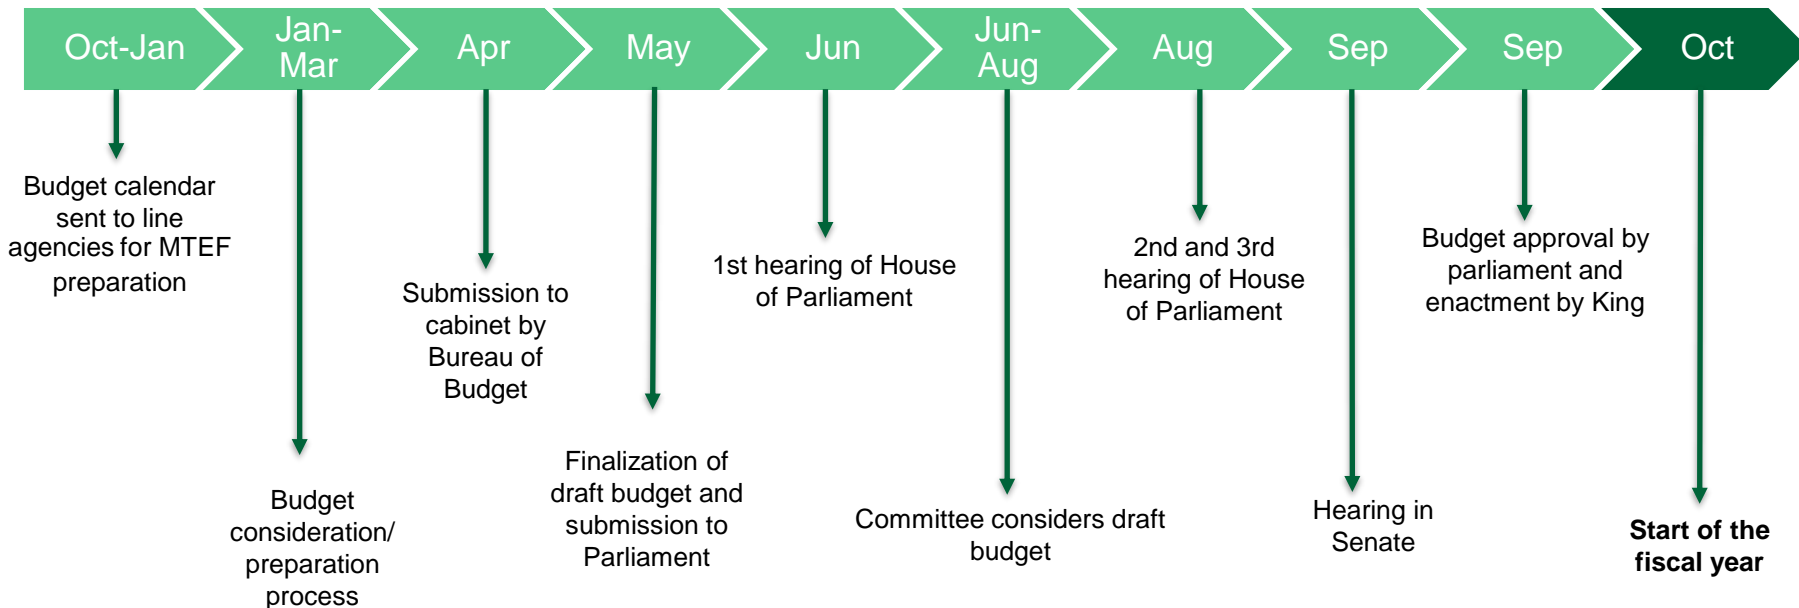 Oct-Jan
Jan-
Mar
Apr
May
Jun
Jun-
Aug
Aug
Sep
Sep
Oct
Budget calendar
sent to line
agencies for MTEF
preparation
Budget
consideration/
preparation
process
Submission to
cabinet by
Bureau of
Budget
Finalization of
draft budget and
submission to
Parliament
1st hearing of House
of Parliament
Committee considers draft
budget
2nd and 3rd
hearing of House
of Parliament
Hearing in
Senate
Budget approval by
parliament and
enactment by King
Start of the
fiscal year